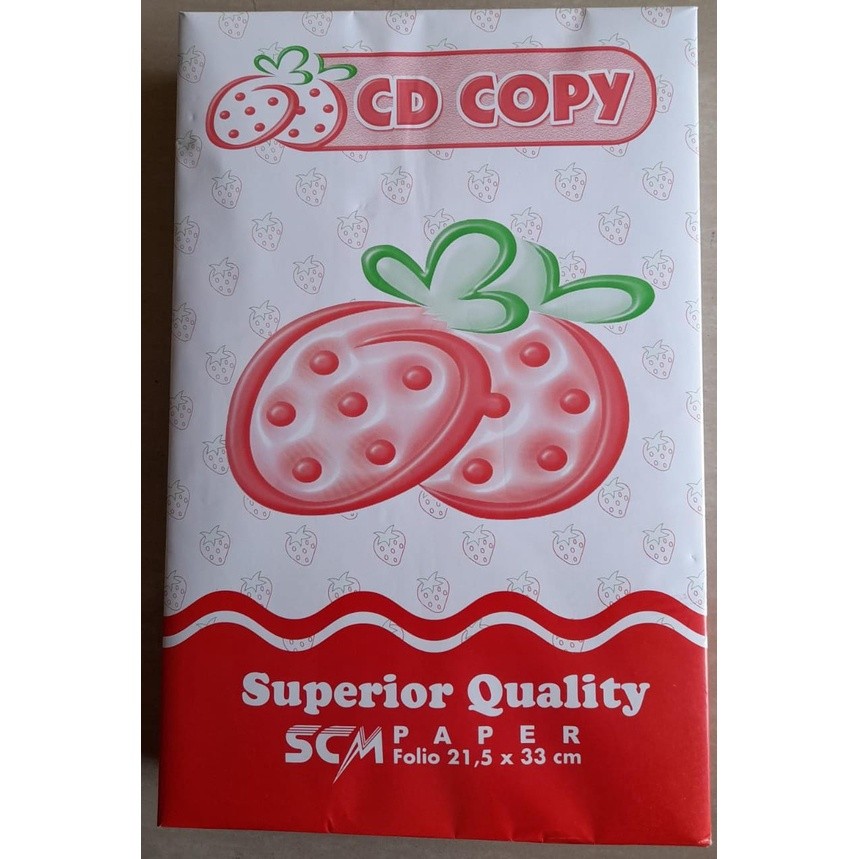 CD COPY
Superior Quality
SCM PAPER
Folio 21,5 x 33 cm